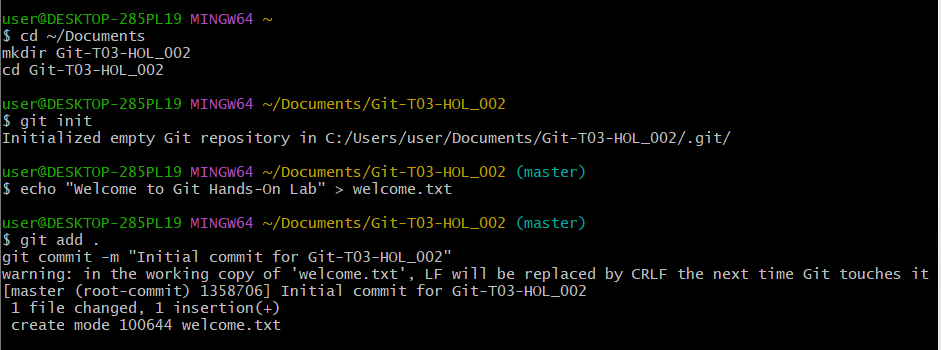 user@DESKTOP-285PL19 MINGW64 ~
$ cd ~/Documents
mkdir Git-T03-HOL_002
cd Git-T03-HOL_002
user@DESKTOP-285PL19 MINGW64 ~/Documents/Git-T03-HOL_002
$ git init
Initialized empty Git repository in C:/Users/user/Documents/Git-T03-HOL_002/.git/
user@DESKTOP-285PL19 MINGW64 ~/Documents/Git-T03-HOL_002 (master)
$ echo "Welcome to Git Hands-On Lab" > welcome.txt
user@DESKTOP-285PL19 MINGW64 ~/Documents/Git-T03-HOL_002 (master)
$ git add .
git commit -m "Initial commit for Git-T03-HOL_002"
warning: in the working copy of 'welcome.txt', LF will be replaced by CRLF the next time Git touches it
[master (root-commit) 1358706] Initial commit for Git-T03-HOL_002
 1 file changed, 1 insertion(+)
 create mode 100644 welcome.txt